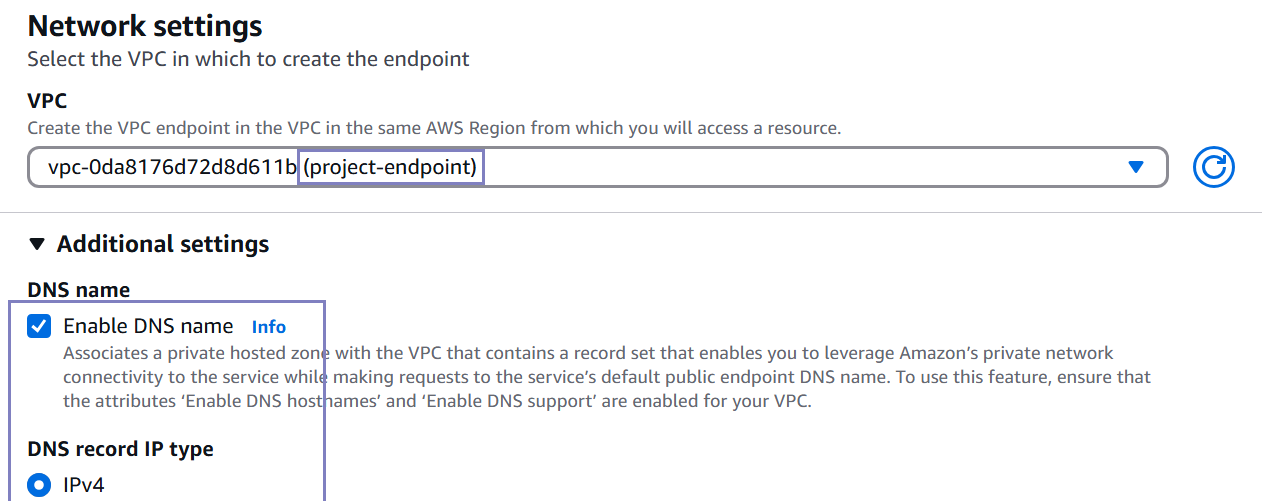 Network settings
Select the VPC in which to create the endpoint
VPC
Create the VPC endpoint in the VPC in the same AWS Region from which you will access a resource.
vpc-0da8176d72d8d611b (project-endpoint)
Additional settings
DNS name
Enable DNS name Info
Associates a private hosted zone with the VPC that contains a record set that enables you to leverage Amazon’s private network
connectivity to the service while making requests to the service’s default public endpoint DNS name. To use this feature, ensure that
the attributes ‘Enable DNS hostnames’ and ‘Enable DNS support’ are enabled for your VPC.
DNS record IP type
IPv4